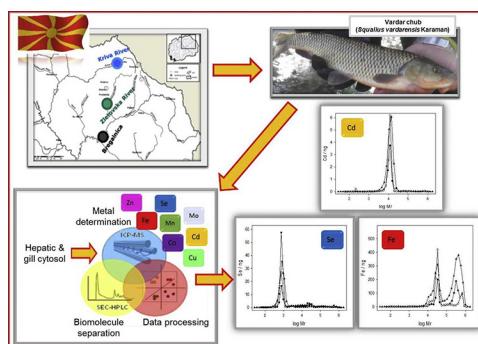 Kriva River
Zletovska River
Bregalnica
Vardar chub
(Squalius vardarensis Karaman)
Cd
Cd / ng
log Mr
Metal
determination
Zn
Se
Mo
Fe
Mn
Co
Cd
Cu
Hepatic &
gill cytosol
ICP-MS
SEC-HPLC
Biomolecule
separation
Data processing
Se
Se / ng
log Mr
Fe
Fe / ng
log Mr